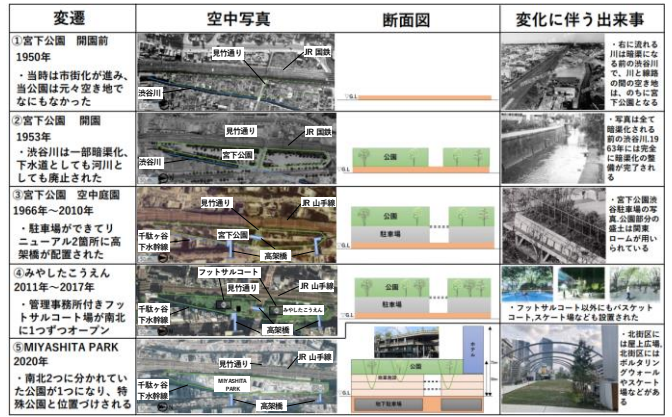 変遷
空中写真
断面図
変化に伴う出来事
①宮下公園 開園前
1950年
・当時は市街化が進み、
当公園は元々空き地で
なにもなかった
見竹通り
JR 国鉄
渋谷川
▽G.L
・右に流れる
川は暗渠にな
る前の渋谷川
で、川と線路
の間の空き地
は、のちに宮
下公園となる
②宮下公園 開園
1953年
・渋谷川は一部暗渠化、
下水道としても河川と
しても廃止された
見竹通り
JR 国鉄
渋谷川
宮下公園
公園
▽G.L
・写真は全て
暗渠化される
前の渋谷川.19
63年には完全
に暗渠化の整
備が完了され
る
③宮下公園 空中庭園
1966年～2010年
・駐車場ができてリ
ニューアル2箇所に高
架橋が配置された
見竹通り
JR 山手線
千駄ヶ谷
下水幹線
宮下公園
高架橋
公園
駐車場
▽G.L
・宮下公園渋
谷駐車場の写
真.公園部分の
盛土は関東
ロームが用い
られている
④みやしたこうえん
2011年～2017年
・管理事務所付きフッ
トサルコート場が南北
に1つずつオープン
フットサルコート
見竹通り
JR 山手線
千駄ヶ谷
下水幹線
みやしたこうえん
高架橋
公園
駐車場
▽G.L
・フットサルコート以外にもバスケット
コート,スケート場なども設置された
⑤MIYASHITA PARK
2020年
・南北2つに分かれてい
た公園が1つになり、特
殊公園と位置づけされる
見竹通り
JR 山手線
千駄ヶ谷
下水幹線
MIYASHITA
PARK
高架橋
ホテル
公園
商業施設
▽G.L
地下駐車場
・北街区に
は屋上広場,
北街区には
ボルタリン
グウォール
やスケート
場などがあ
る